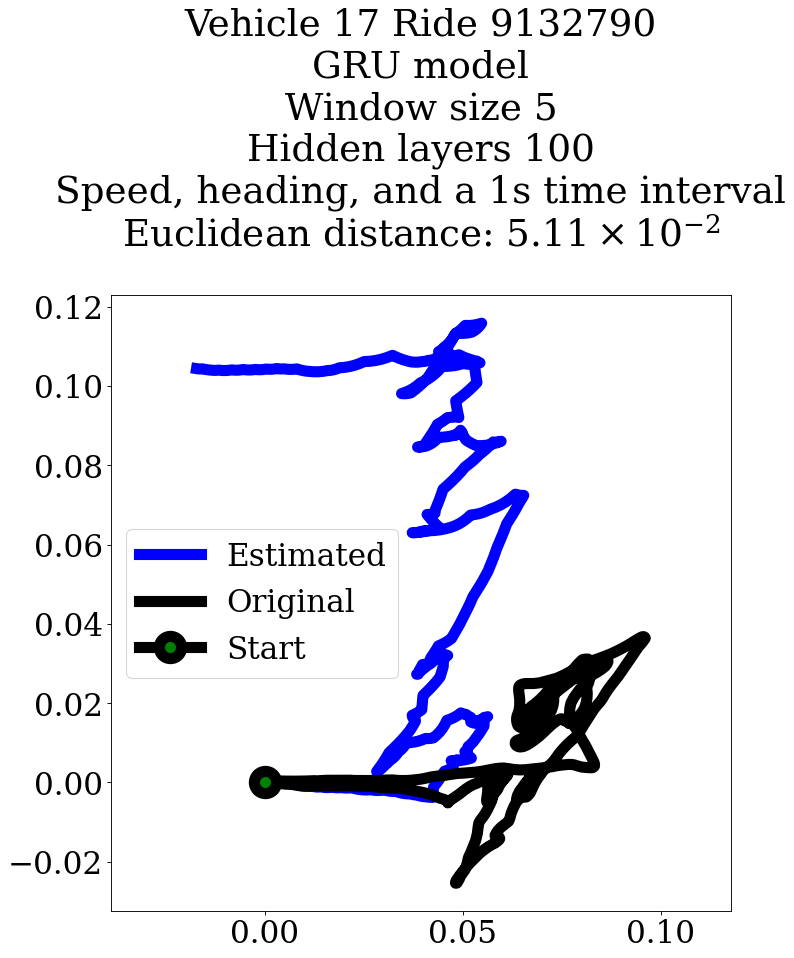 Vehicle 17 Ride 9132790
GRU model
Window size 5
Hidden layers 100
Speed, heading, and a 1s time interval
Euclidean distance: 5.11 × 10⁻²
0.12
0.10
0.08
0.06
0.04
0.02
0.00
−0.02
Estimated
Original
Start
0.00 0.05 0.10